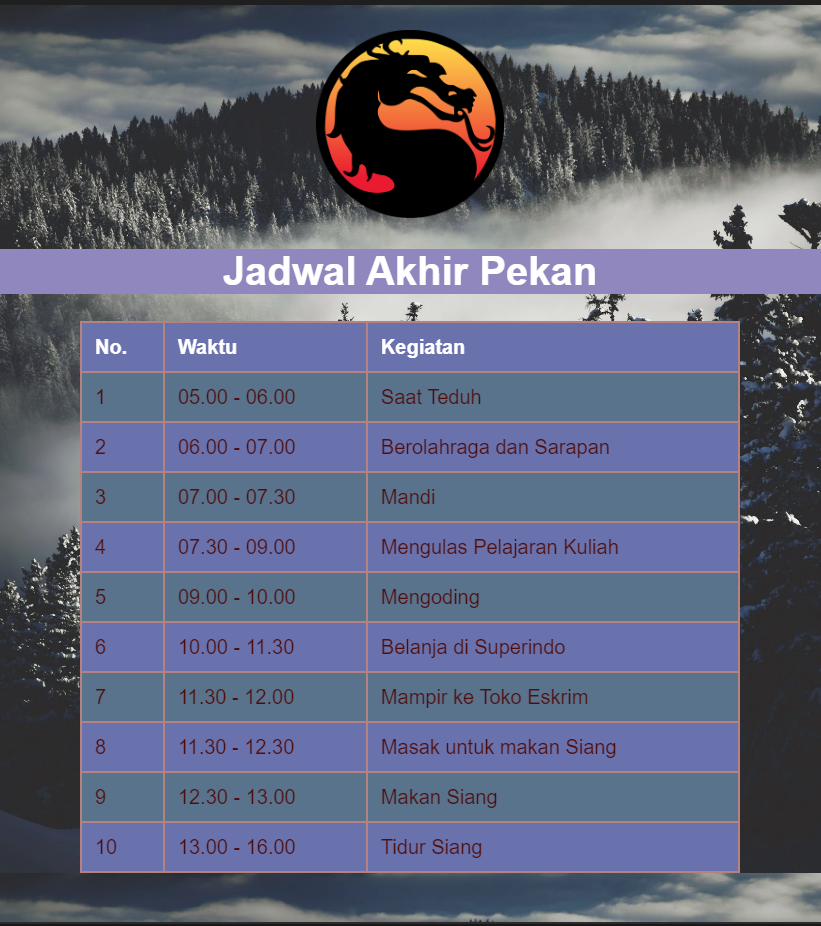 Jadwal Akhir Pekan
No. Waktu Kegiatan
1 05.00 - 06.00 Saat Teduh
2 06.00 - 07.00 Berolahraga dan Sarapan
3 07.00 - 07.30 Mandi
4 07.30 - 09.00 Mengulas Pelajaran Kuliah
5 09.00 - 10.00 Mengoding
6 10.00 - 11.30 Belanja di Superindo
7 11.30 - 12.00 Mampir ke Toko Eskrim
8 11.30 - 12.30 Masak untuk makan Siang
9 12.30 - 13.00 Makan Siang
10 13.00 - 16.00 Tidur Siang